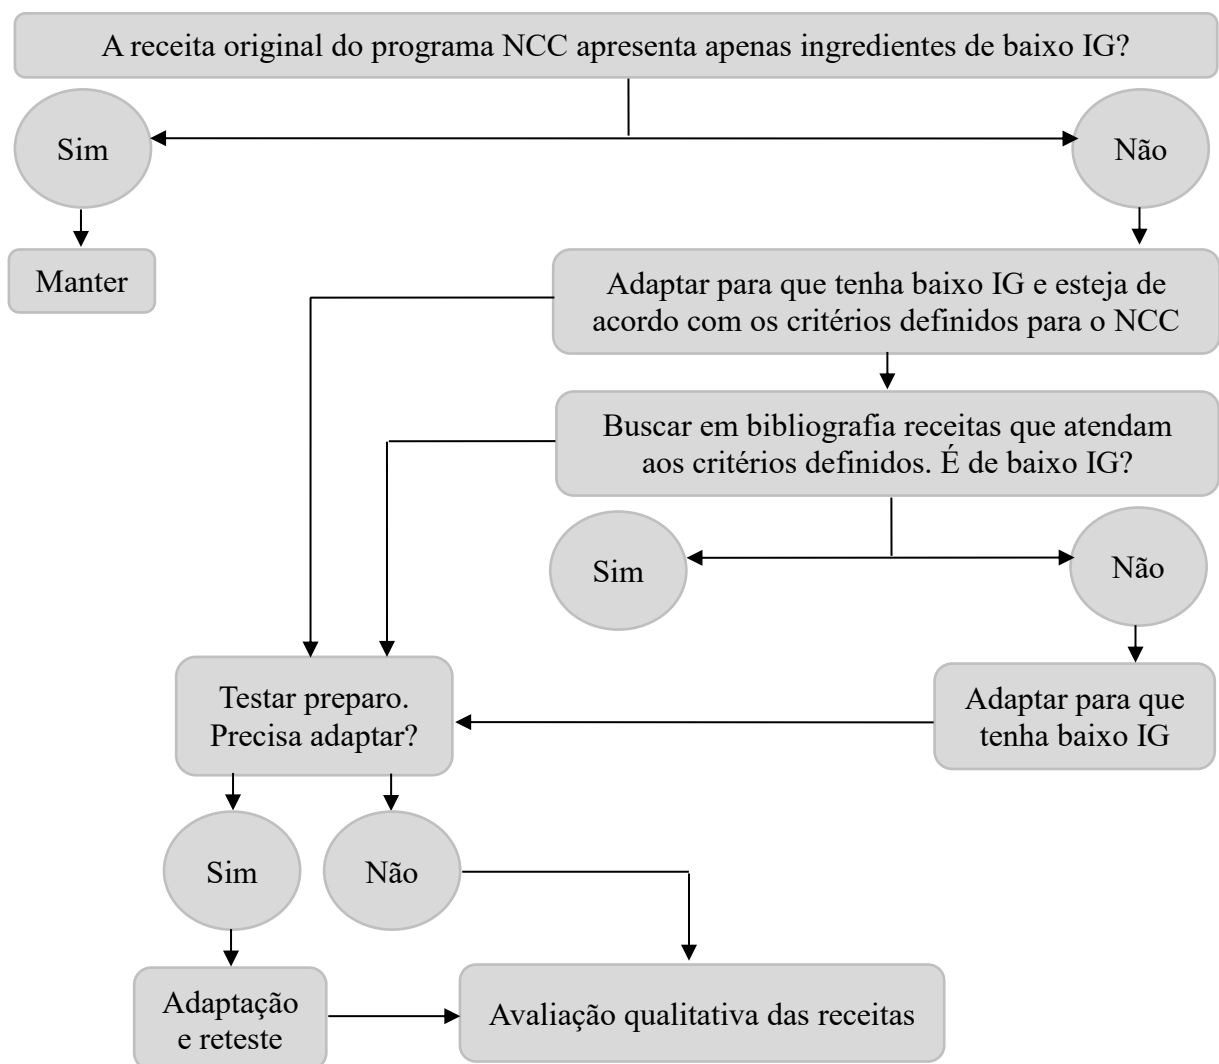 A receita original do programa NCC apresenta apenas ingredientes de baixo IG?
Sim
Não
Manter
Adaptar para que tenha baixo IG e esteja de
acordo com os critérios definidos para o NCC
Buscar em bibliografia receitas que atendam
aos critérios definidos. É de baixo IG?
Sim
Não
Testar preparo.
Precisa adaptar?
Adaptar para que
tenha baixo IG
Sim
Não
Adaptação
e reteste
Avaliação qualitativa das receitas